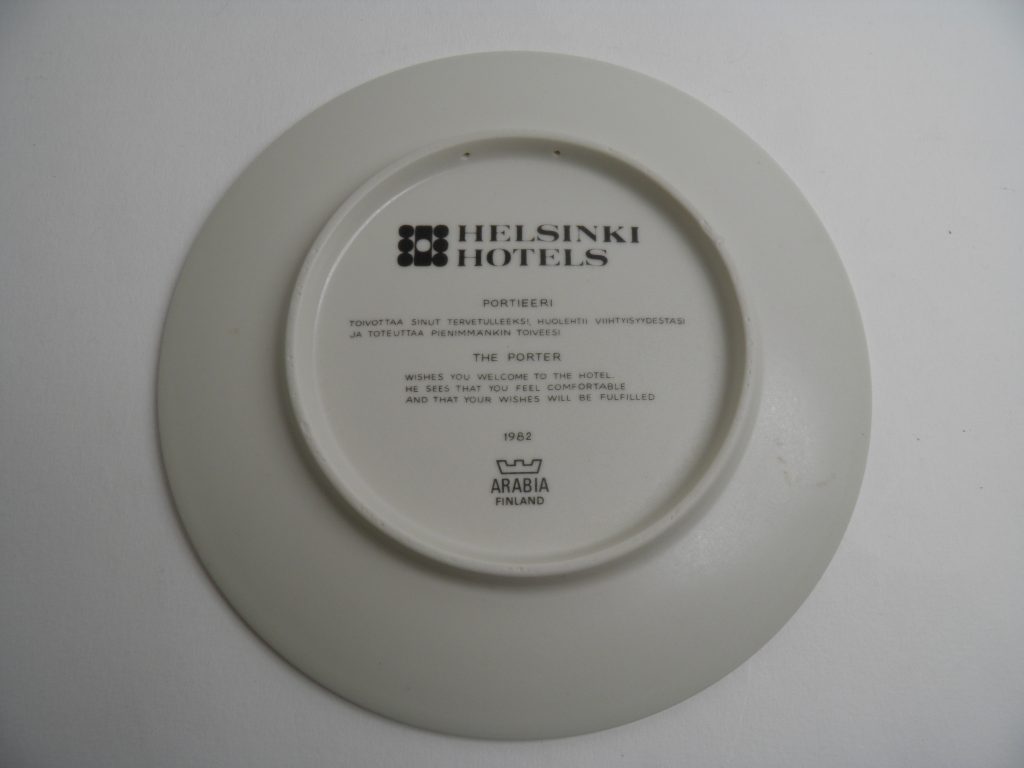 HELSINKI
HOTELS
PORTIEERI
TOIVOTTAA SINUT TERVETULLEEKSI, HUOLEHTII VIIHTYISYYDESTÄSI
JA TOTEUTTAA PIENIMMÄNKIN TOIVEESI
THE PORTER
WISHES YOU WELCOME TO THE HOTEL.
HE SEES THAT YOU FEEL COMFORTABLE
AND THAT YOUR WISHES WILL BE FULFILLED
1982
ARABIA
FINLAND